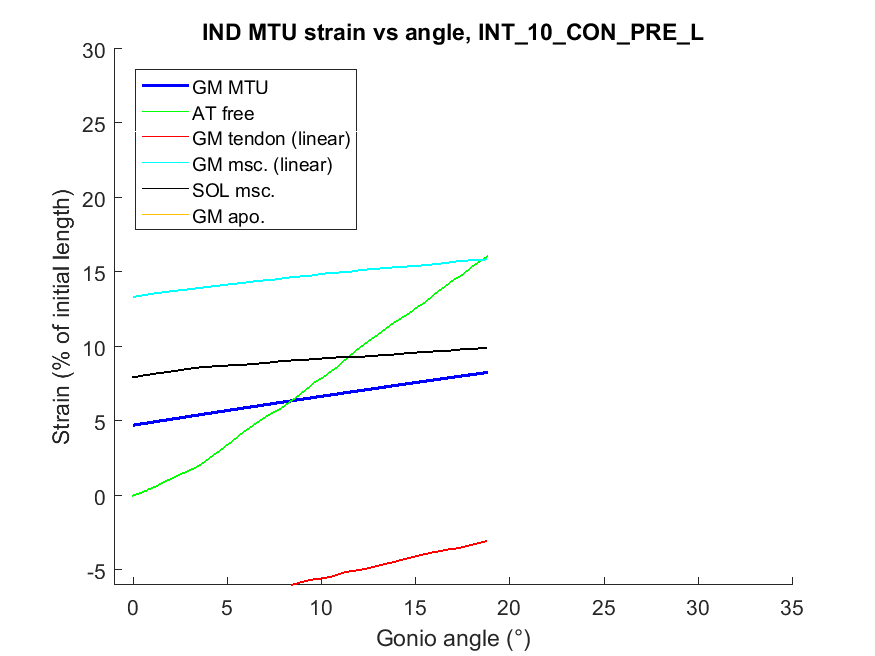 IND MTU strain vs angle, INT_10_CON_PRE_L
30
25
20
15
10
5
0
-5
Strain (% of initial length)
GM MTU
AT free
GM tendon (linear)
GM msc. (linear)
SOL msc.
GM apo.
0 5 10 15 20 25 30 35
Gonio angle (°)